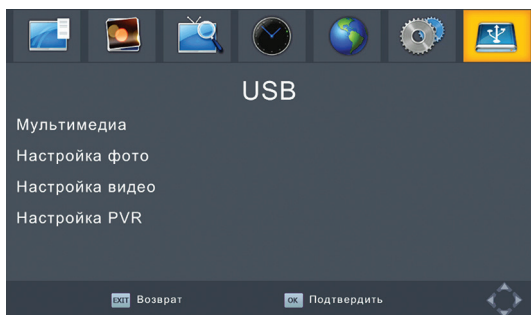 USB
Мультимедиа
Настройка фото
Настройка видео
Настройка PVR
EXIT Возврат OK Подтвердить